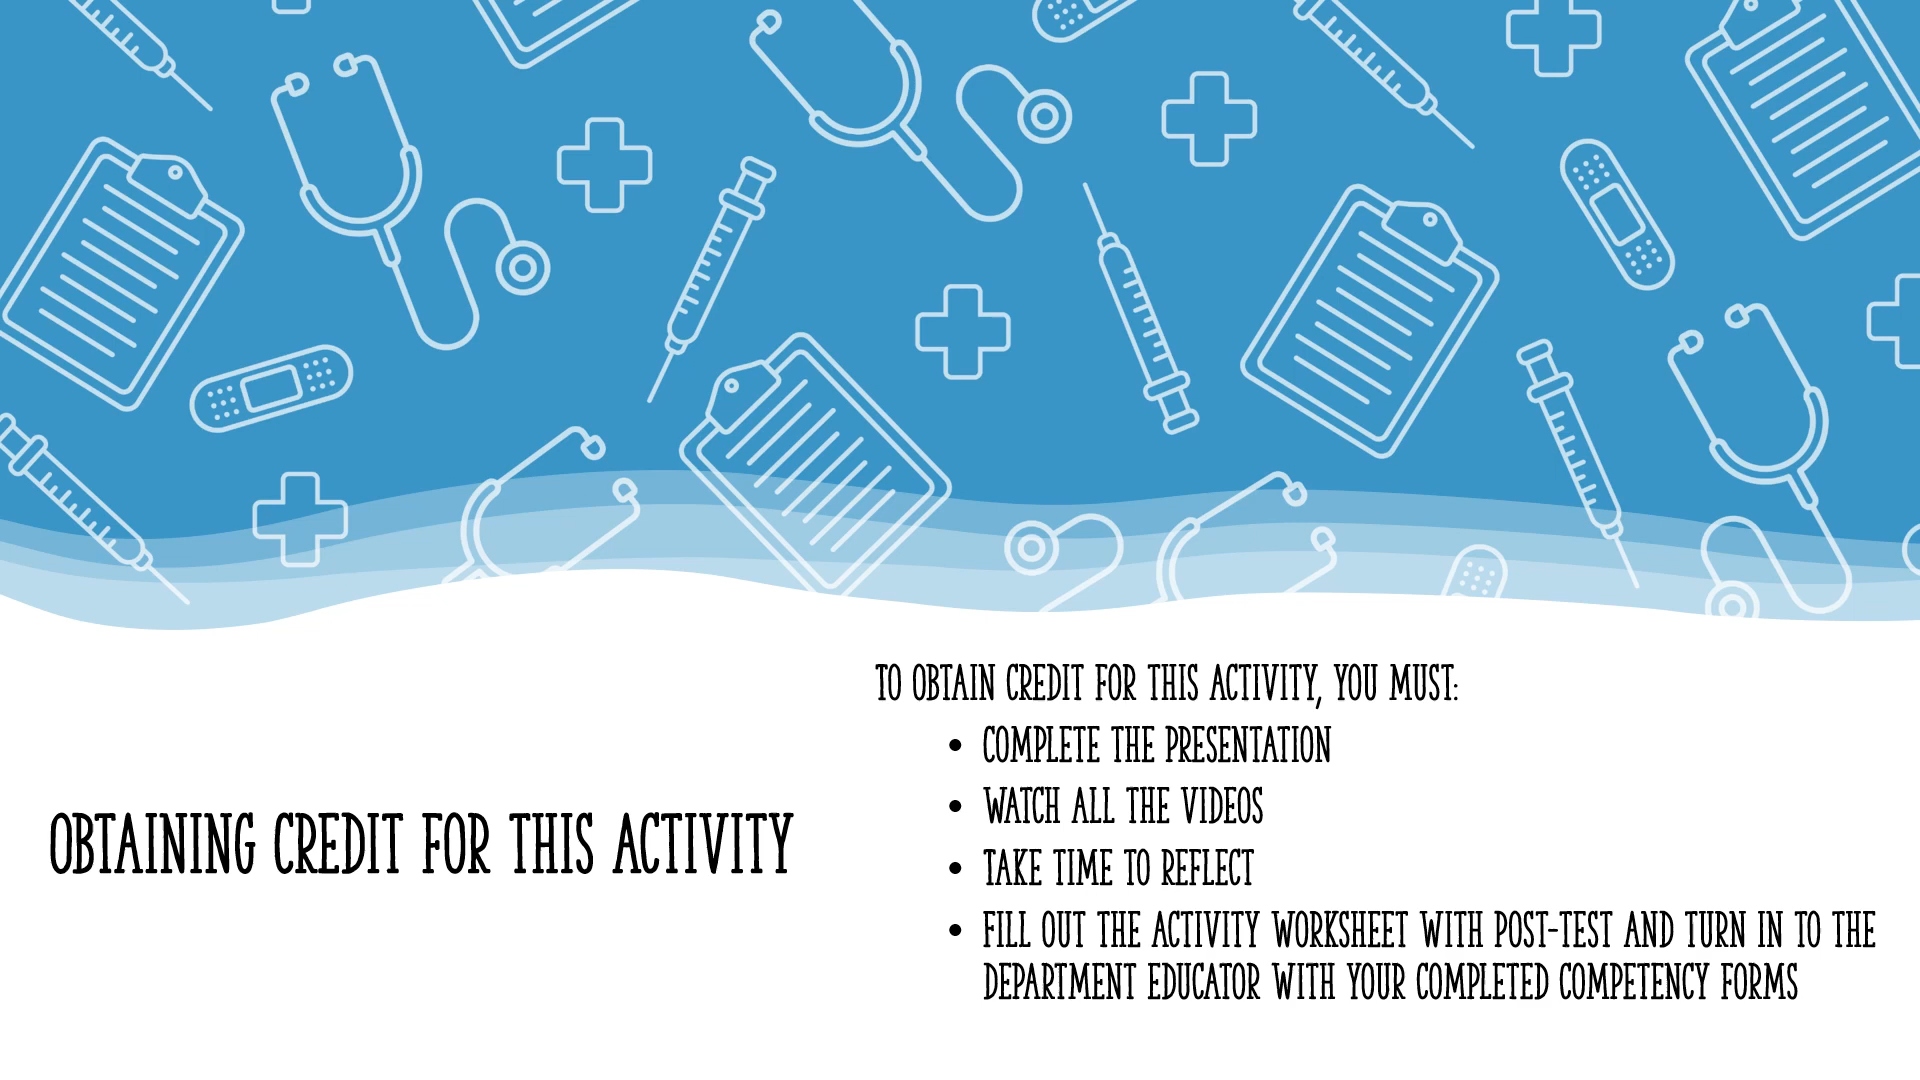 OBTAINING CREDIT FOR THIS ACTIVITY
TO OBTAIN CREDIT FOR THIS ACTIVITY, YOU MUST:
• COMPLETE THE PRESENTATION
• WATCH ALL THE VIDEOS
• TAKE TIME TO REFLECT
• FILL OUT THE ACTIVITY WORKSHEET WITH POST-TEST AND TURN IN TO THE
DEPARTMENT EDUCATOR WITH YOUR COMPLETED COMPETENCY FORMS